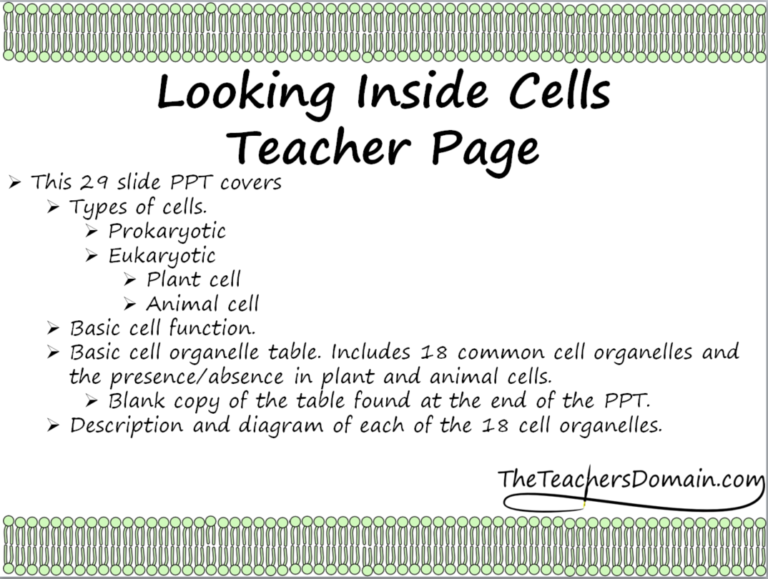 Looking Inside Cells
Teacher Page
➢ This 29 slide PPT covers
➢ Types of cells.
➢ Prokaryotic
➢ Eukaryotic
➢ Plant cell
➢ Animal cell
➢ Basic cell function.
➢ Basic cell organelle table. Includes 18 common cell organelles and
the presence/absence in plant and animal cells.
➢ Blank copy of the table found at the end of the PPT.
➢ Description and diagram of each of the 18 cell organelles.
TheTeachersDomain.com